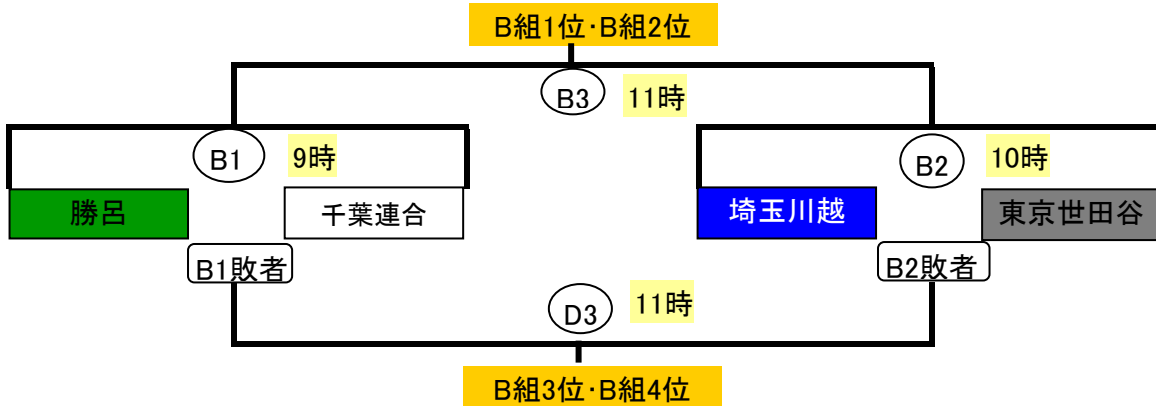 B組1位・B組2位
B3
11時
B1
9時
B2
10時
勝呂
千葉連合
埼玉川越
東京世田谷
B1敗者
B2敗者
D3
11時
B組3位・B組4位